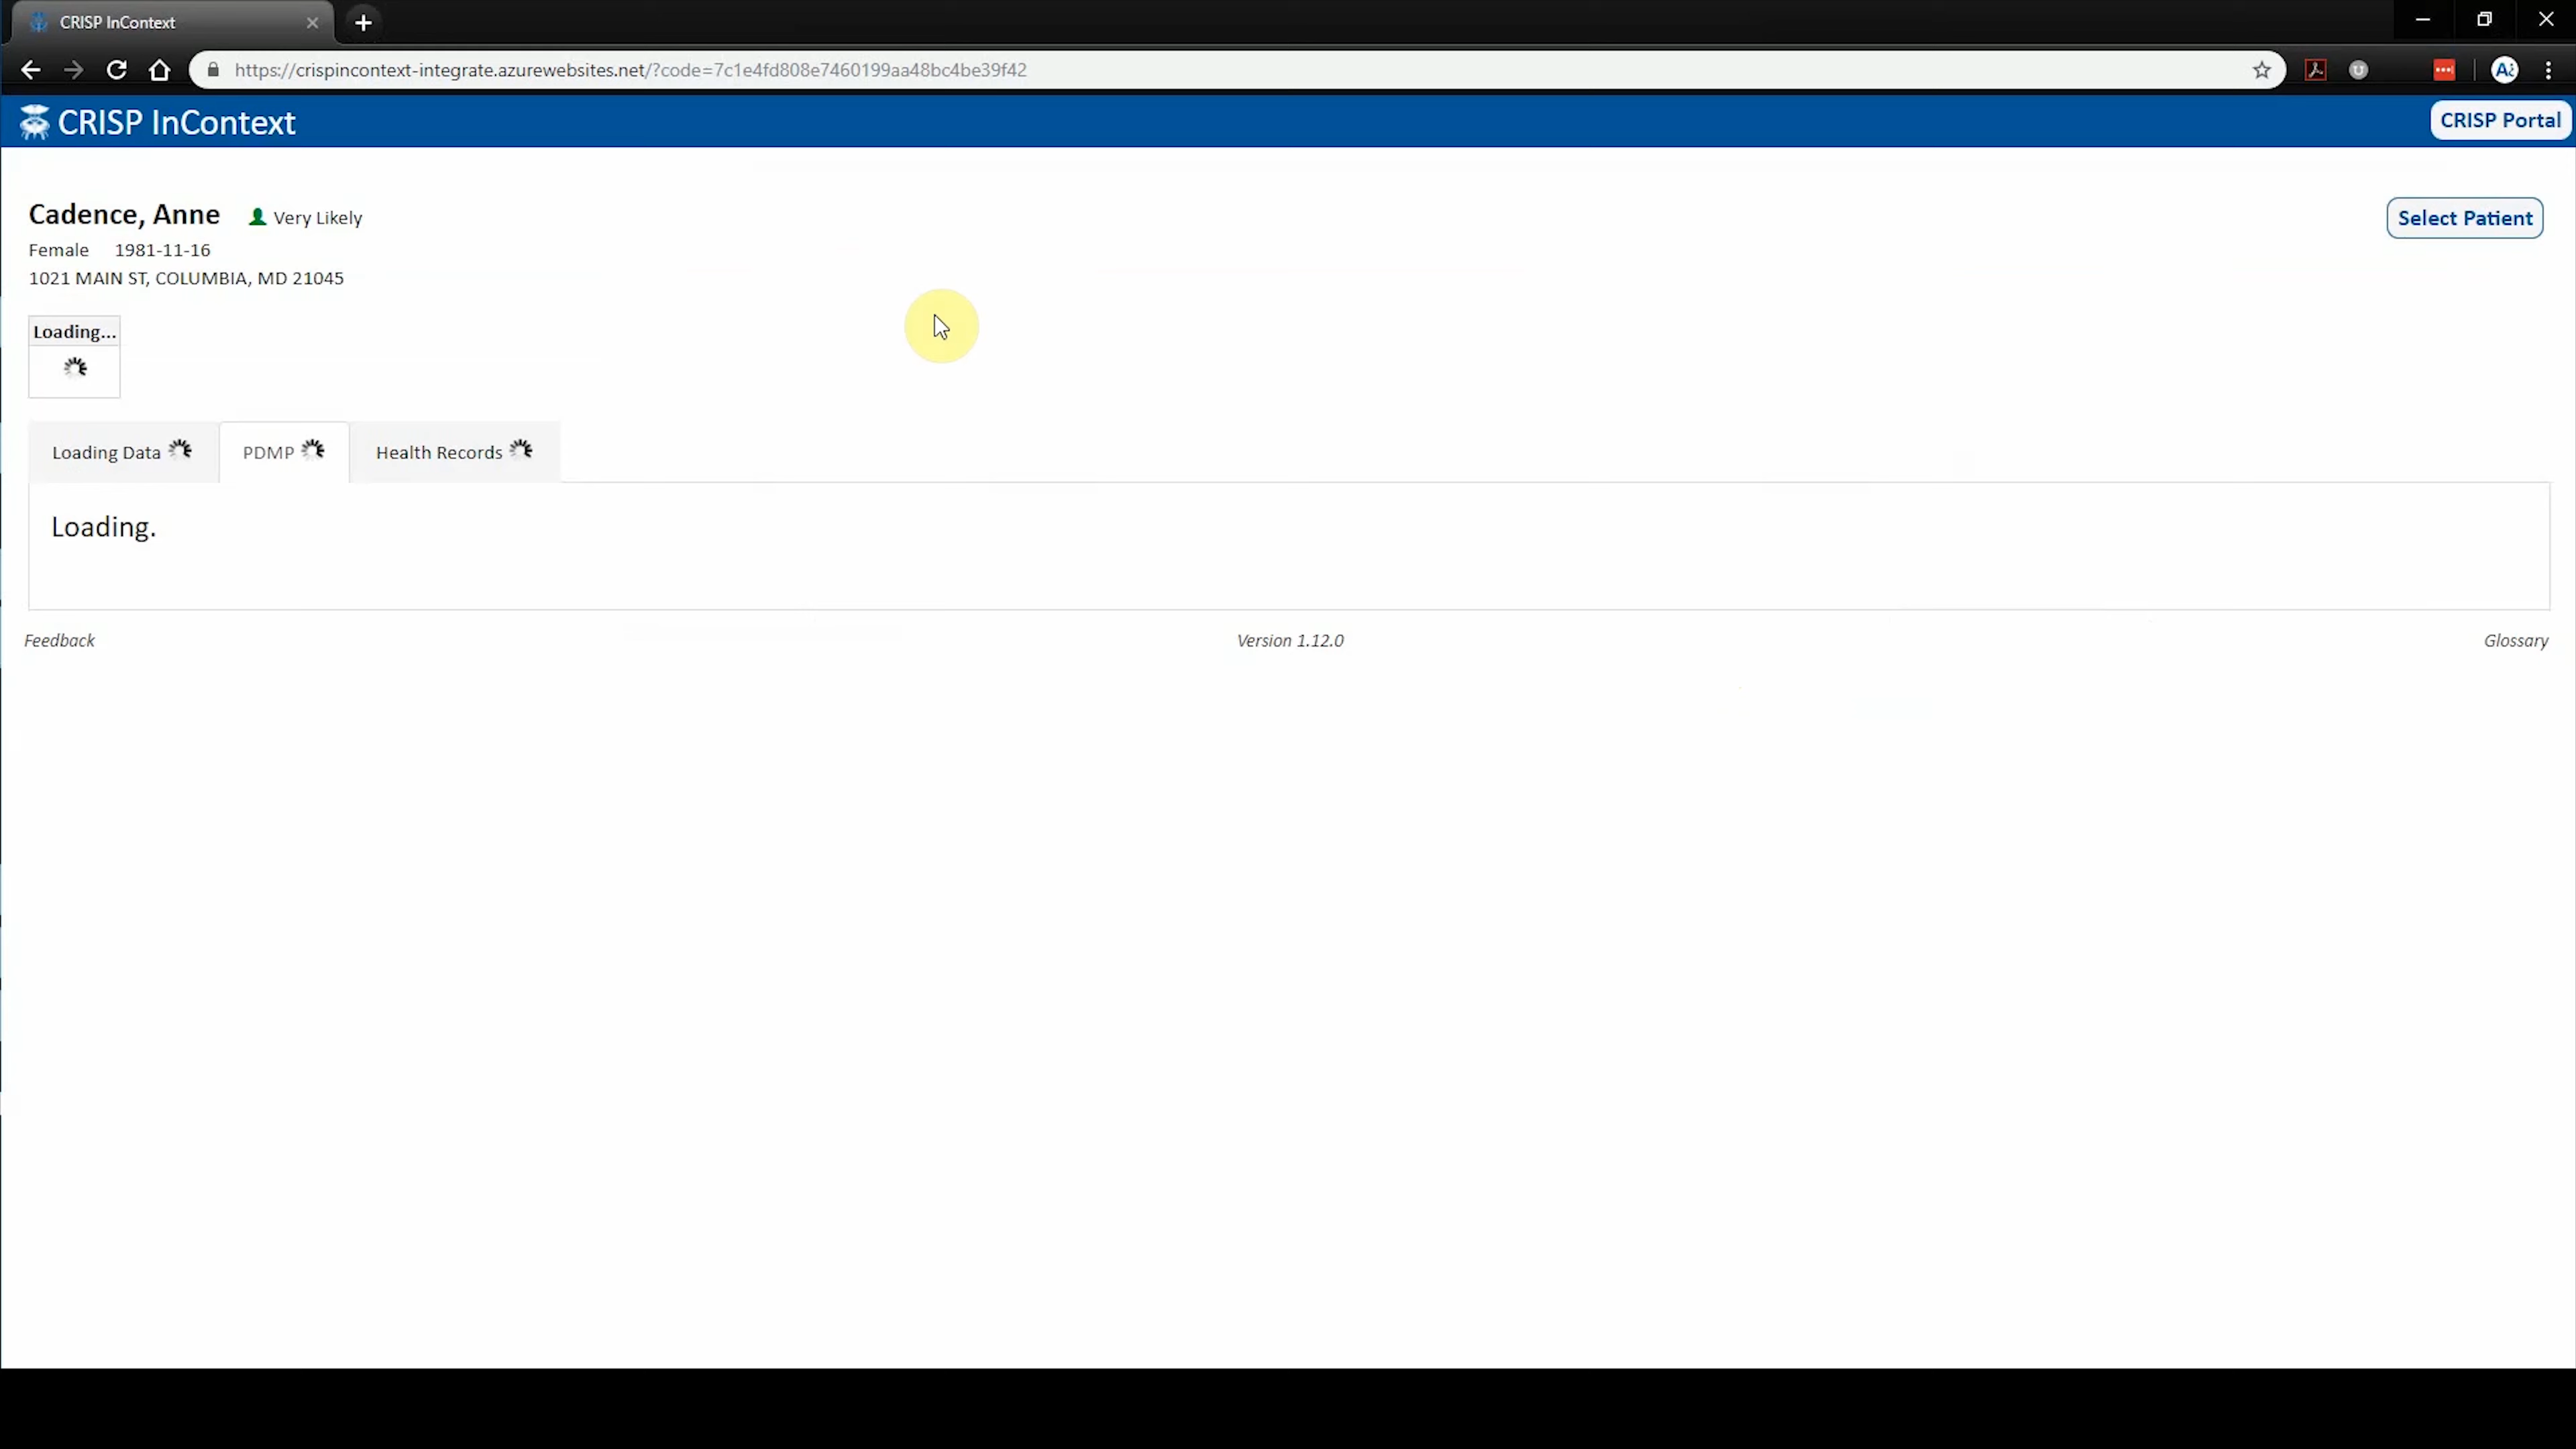 CRISP InContext
https://crispincontext-integrate.azurewebsites.net/?code=7c1e4fd808e7460199aa48bc4be39f42
CRISP InContext
CRISP Portal
Cadence, Anne Very Likely
Select Patient
Female 1981-11-16
1021 MAIN ST, COLUMBIA, MD 21045
Loading...
Loading Data PDMP Health Records
Loading.
Feedback Version 1.12.0 Glossary